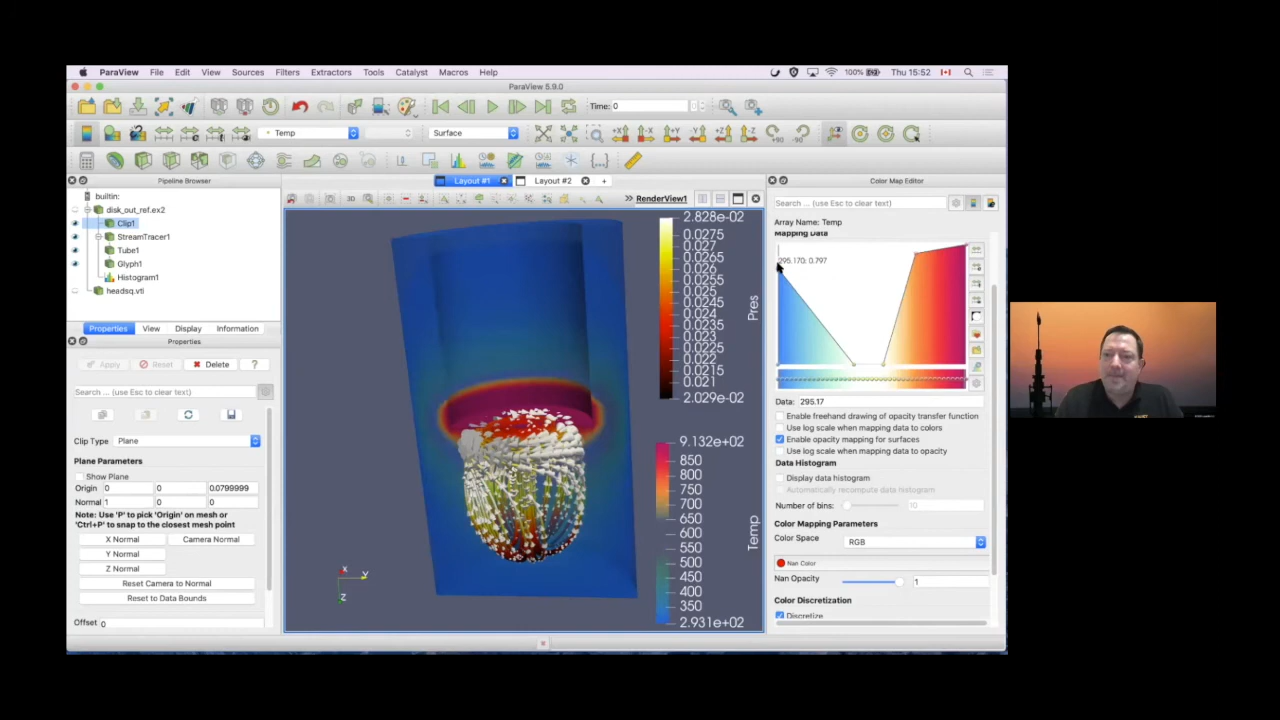 ParaView File Edit View Sources Filters Extractors Tools Catalyst Macros Help 100% Thu 15:52
ParaView 5.9.0
Time: 0
Temp Surface
Pipeline Browser
builtin:
disk_out_ref.ex2
Clip1
StreamTracer1
Tube1
Glyph1
Histogram1
headsq.vti
Properties View Display Information
Properties
Apply Reset Delete ?
Search ... (use Esc to clear text)
Clip Type Plane
Plane Parameters
Show Plane
Origin 0 0 0.0799999
Normal 1 0 0
Note: Use 'P' to pick 'Origin' on mesh or
'Ctrl+P' to snap to the closest mesh point
X Normal Camera Normal
Y Normal
Z Normal
Reset Camera to Normal
Reset to Data Bounds
Offset 0
Layout #1 Layout #2 +
3D RenderView1
2.828e-02
0.0275
0.027
0.0265
0.026
0.0255
0.025
0.0245
0.024
0.0235
0.023
0.0225
0.022
0.0215
0.021
2.029e-02
Pres
9.132e+02
850
800
750
700
650
600
550
500
450
400
350
2.931e+02
Temp
X Y
Z
Color Map Editor
Search ... (use Esc to clear text)
Array Name: Temp
Mapping Data
295.170; 0.797
Data: 295.17
Enable freehand drawing of opacity transfer function
Use log scale when mapping data to colors
Enable opacity mapping for surfaces
Use log scale when mapping data to opacity
Data Histogram
Display data histogram
Automatically recompute data histogram
Number of bins: 10
Color Mapping Parameters
Color Space RGB
Nan Color
Nan Opacity 1
Color Discretization
Discretize